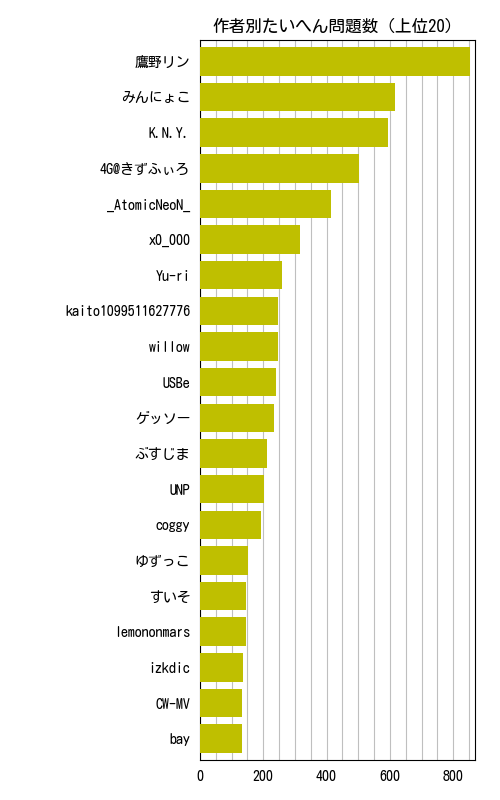 作者別たいへん問題数（上位20）
鷹野リン
みんにょこ
K.N.Y.
4G@きずふぃろ
_AtomicNeoN_
x0_000
Yu-ri
kaito1099511627776
willow
USBe
ゲッソー
ぶすじま
UNP
coggy
ゆずっこ
すいそ
lemononmars
izkdic
CW-MV
bay
0 200 400 600 800